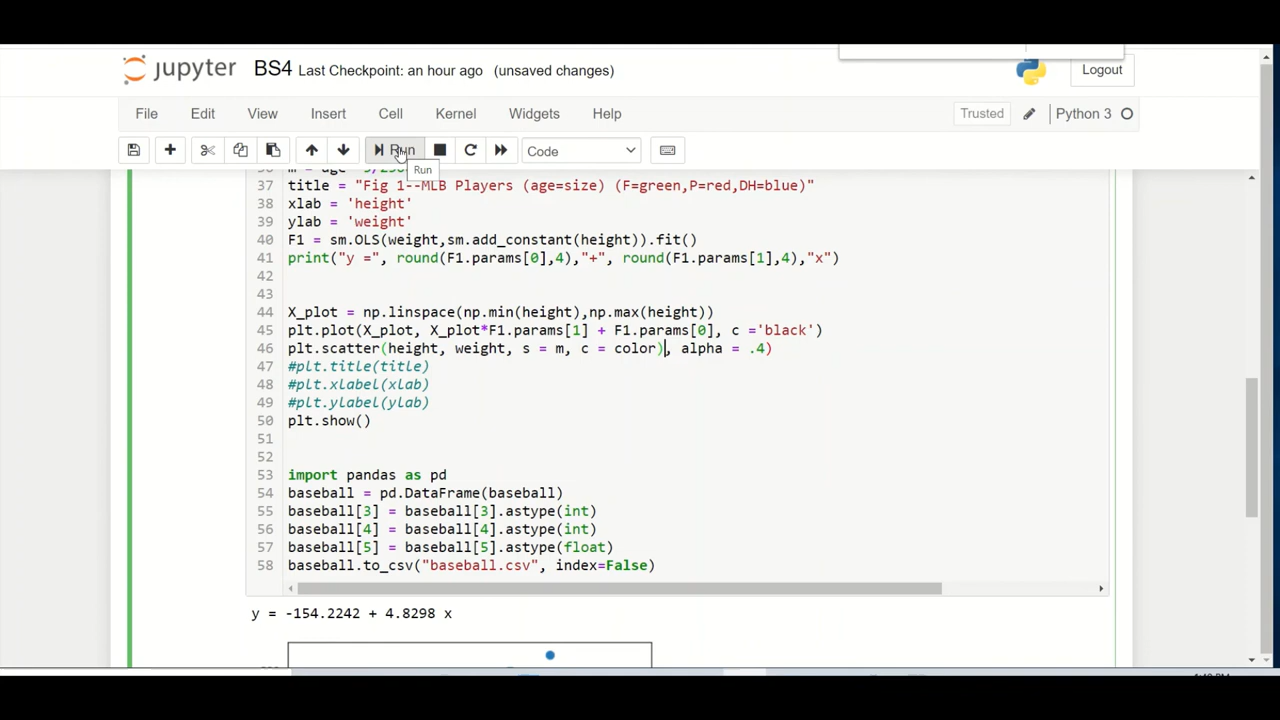 jupyter BS4 Last Checkpoint: an hour ago (unsaved changes) Logout
File Edit View Insert Cell Kernel Widgets Help Trusted Python 3
Run Code
Run
37 title = "Fig 1--MLB Players (age=size) (F=green,P=red,DH=blue)"
38 xlab = 'height'
39 ylab = 'weight'
40 F1 = sm.OLS(weight,sm.add_constant(height)).fit()
41 print("y =", round(F1.params[0],4),"+", round(F1.params[1],4),"x")
42
43
44 X_plot = np.linspace(np.min(height),np.max(height))
45 plt.plot(X_plot, X_plot*F1.params[1] + F1.params[0], c ='black')
46 plt.scatter(height, weight, s = m, c = color), alpha = .4)
47 #plt.title(title)
48 #plt.xlabel(xlab)
49 #plt.ylabel(ylab)
50 plt.show()
51
52
53 import pandas as pd
54 baseball = pd.DataFrame(baseball)
55 baseball[3] = baseball[3].astype(int)
56 baseball[4] = baseball[4].astype(int)
57 baseball[5] = baseball[5].astype(float)
58 baseball.to_csv("baseball.csv", index=False)
y = -154.2242 + 4.8298 x